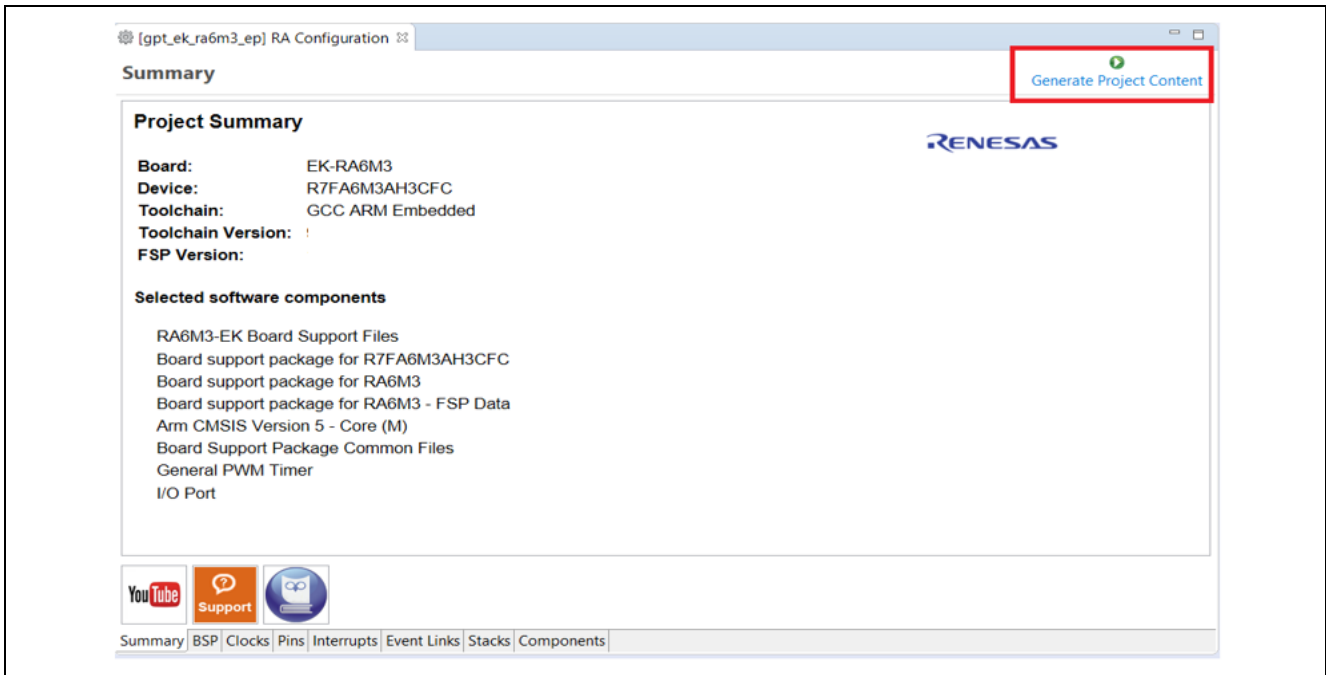 [gpt_ek_ra6m3_ep] RA Configuration
Summary
Generate Project Content
Project Summary
RENESAS
Board: EK-RA6M3
Device: R7FA6M3AH3CFC
Toolchain: GCC ARM Embedded
Toolchain Version:
FSP Version:
Selected software components
RA6M3-EK Board Support Files
Board support package for R7FA6M3AH3CFC
Board support package for RA6M3
Board support package for RA6M3 - FSP Data
Arm CMSIS Version 5 - Core (M)
Board Support Package Common Files
General PWM Timer
I/O Port
YouTube
Support
Summary BSP Clocks Pins Interrupts Event Links Stacks Components